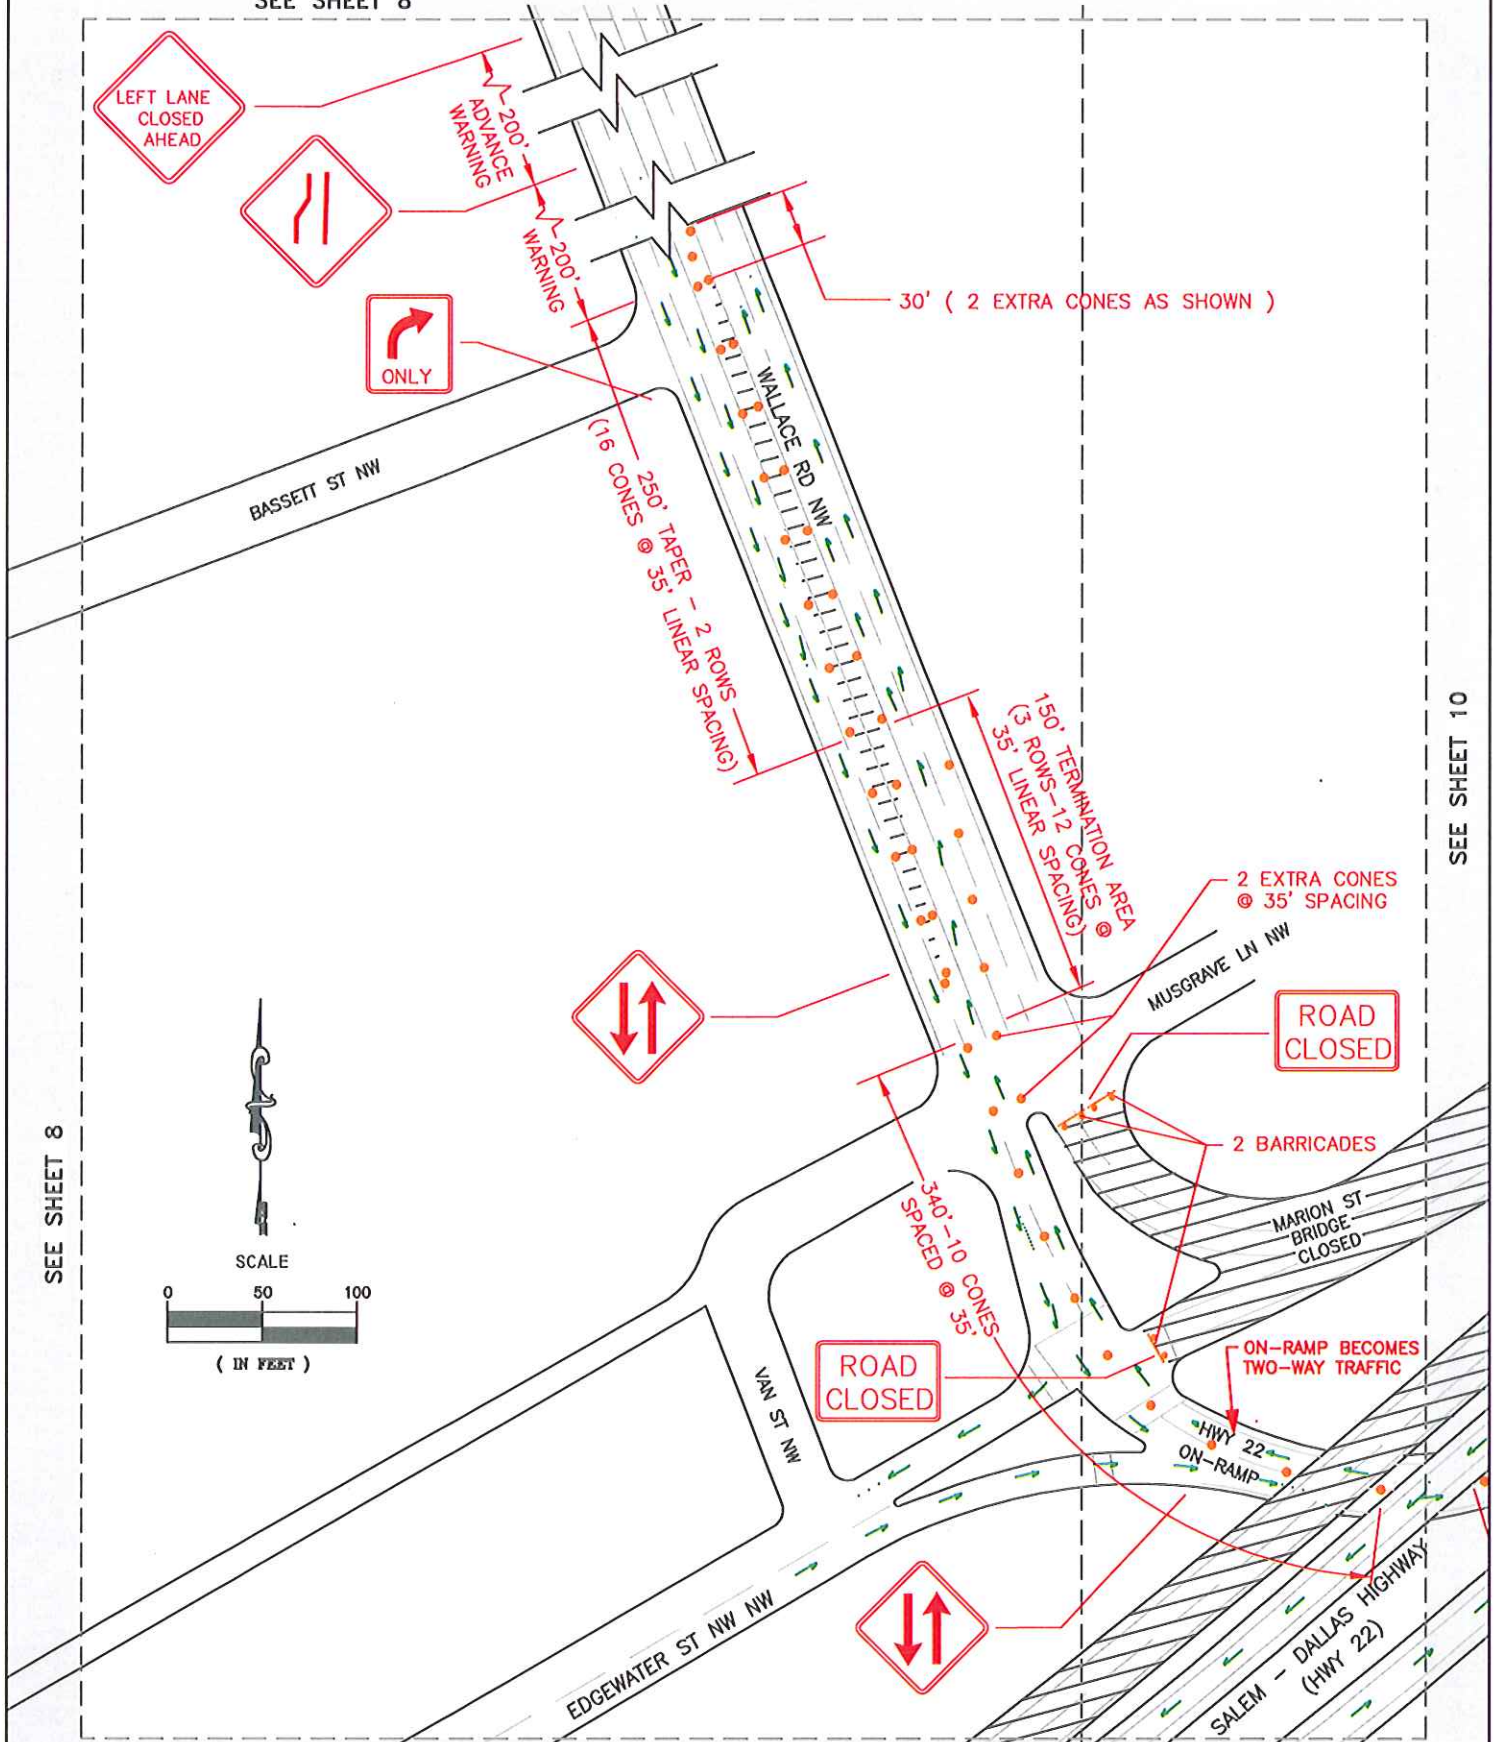 SEE SHEET 8
LEFT LANE
CLOSED
AHEAD
200'
ADVANCE
WARNING
200'
WARNING
30' ( 2 EXTRA CONES AS SHOWN )
ONLY
WALLACE RD NW
BASSETT ST NW
250' TAPER - 2 ROWS
(16 CONES @ 35' LINEAR SPACING)
150' TERMINATION AREA
(3 ROWS-12 CONES @
35' LINEAR SPACING)
SEE SHEET 10
2 EXTRA CONES
@ 35' SPACING
MUSGRAVE LN NW
ROAD
CLOSED
2 BARRICADES
SEE SHEET 8
340'-10 CONES
SPACED @ 35'
MARION ST
BRIDGE
CLOSED
SCALE
0 50 100
( IN FEET )
ROAD
CLOSED
ON-RAMP BECOMES
TWO-WAY TRAFFIC
VAN ST NW
HWY 22
ON-RAMP
EDGEWATER ST NW NW
SALEM - DALLAS HIGHWAY
(HWY 22)